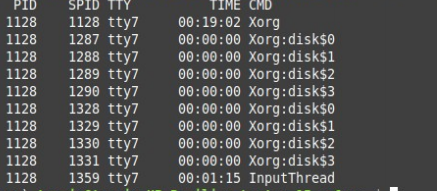 PID SPID TTY TIME CMD
1128 1128 tty7 00:19:02 Xorg
1128 1287 tty7 00:00:00 Xorg:disk$0
1128 1288 tty7 00:00:00 Xorg:disk$1
1128 1289 tty7 00:00:00 Xorg:disk$2
1128 1290 tty7 00:00:00 Xorg:disk$3
1128 1328 tty7 00:00:00 Xorg:disk$0
1128 1329 tty7 00:00:00 Xorg:disk$1
1128 1330 tty7 00:00:00 Xorg:disk$2
1128 1331 tty7 00:00:00 Xorg:disk$3
1128 1359 tty7 00:01:15 InputThread